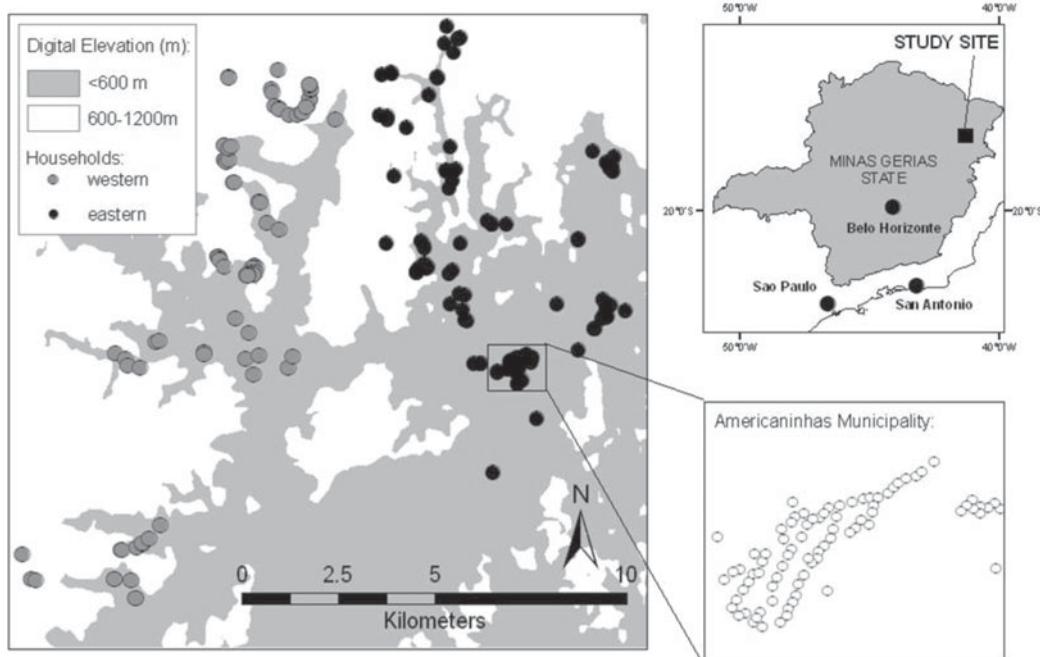 Digital Elevation (m):
<600 m
600-1200m
Households:
western
eastern
N
0 2.5 5 10
Kilometers
50°0'W 40°0'W
STUDY SITE
MINAS GERIAS
STATE
20°0'S 20°0'S
Belo Horizonte
Sao Paulo
San Antonio
50°0'W 40°0'W
Americaninhas Municipality: